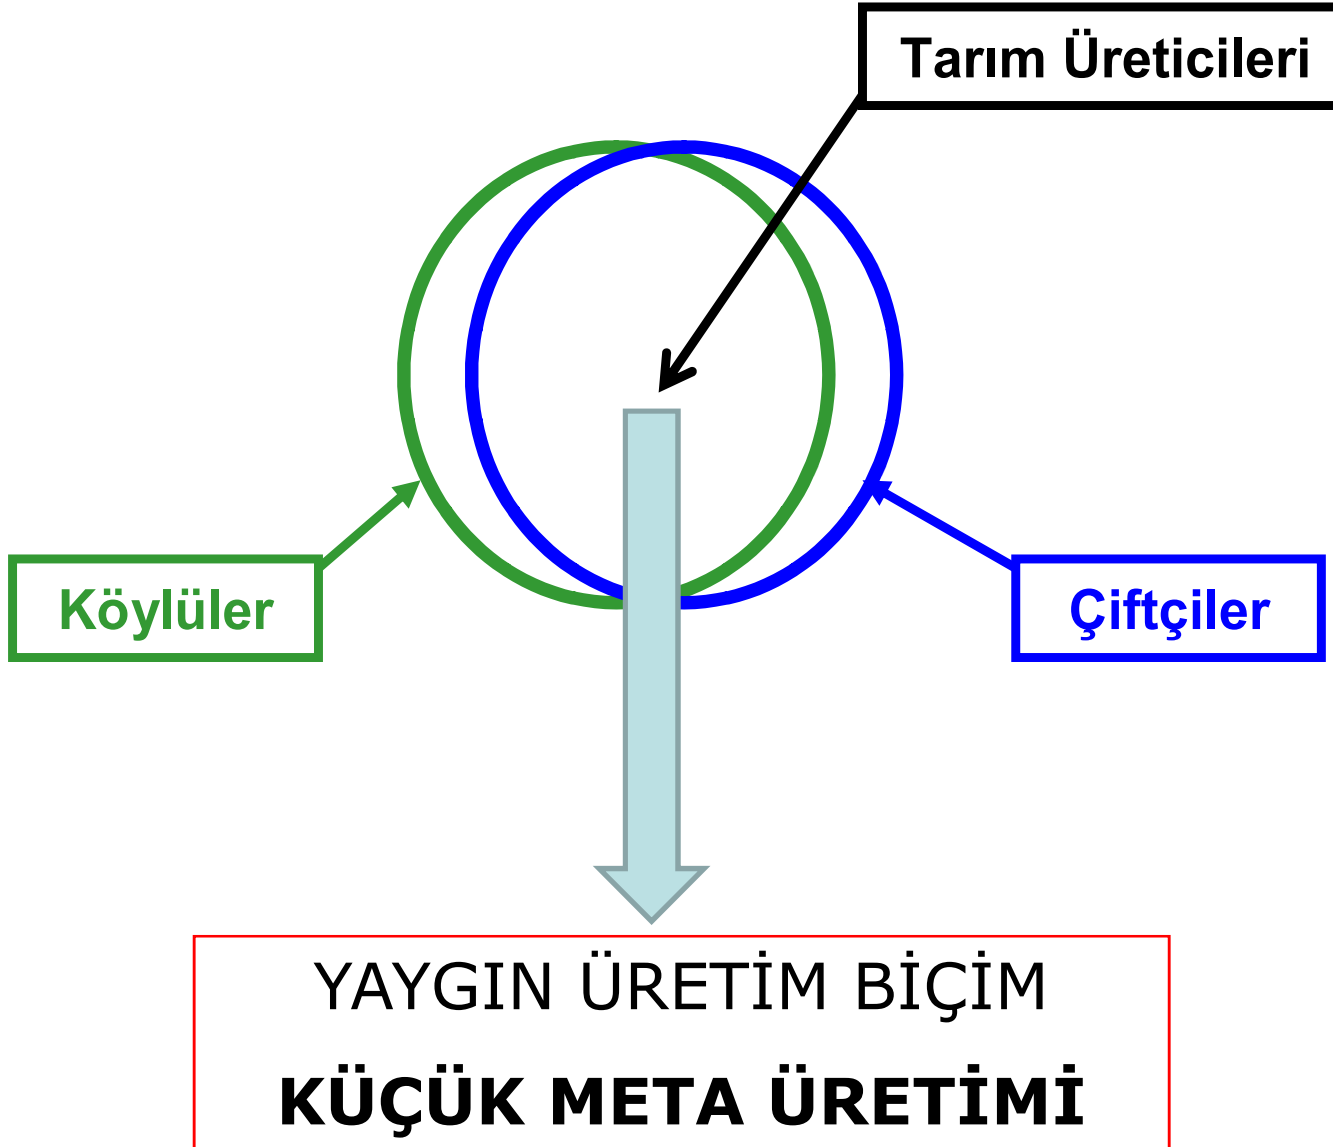 Tarım Üreticileri
Köylüler
Çiftçiler
YAYGIN ÜRETİM BİÇİM
KÜÇÜK META ÜRETİMİ